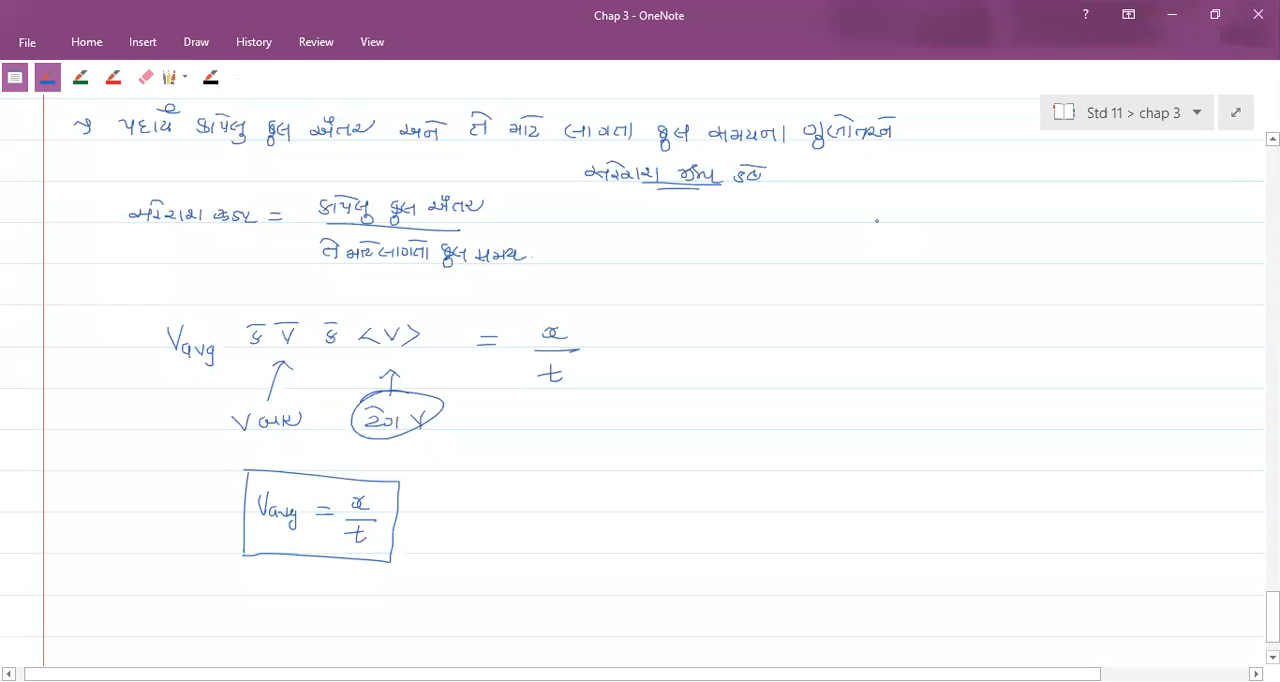 Chap 3 - OneNote
File Home Insert Draw History Review View
Std 11 > chap 3
→ પદાર્થે કાપેલુ કુલ અંતર અને તે માટે લાગતા કુલ સમયના ગુણોત્તરને
સરેરાશ ઝડપ કહે
સરેરાશ ઝડપ = કાપેલુ કુલ અંતર
તે માટે લાગતો કુલ સમય.
Vavg કે V̅ કે <V> = x
t
V બાર રેંગ V
Vavg = x
t